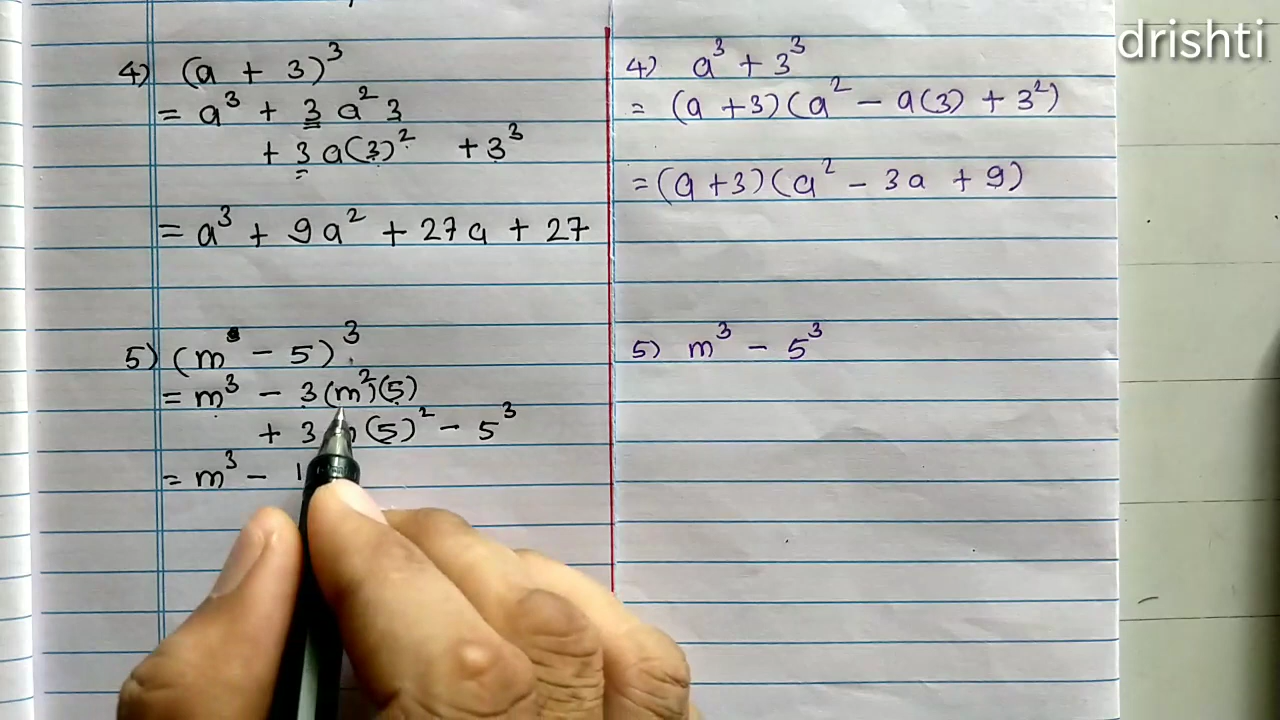 4) (a + 3)³
= a³ + 3 a² 3
+ 3 a(3)² + 3³
= a³ + 9a² + 27a + 27
5) (m - 5)³
= m³ - 3(m²)(5)
+ 3 (5)² - 5³
= m³ - 1
4) a³ + 3³
= (a + 3)(a² - a(3) + 3²)
= (a + 3)(a² - 3a + 9)
5) m³ - 5³
drishti